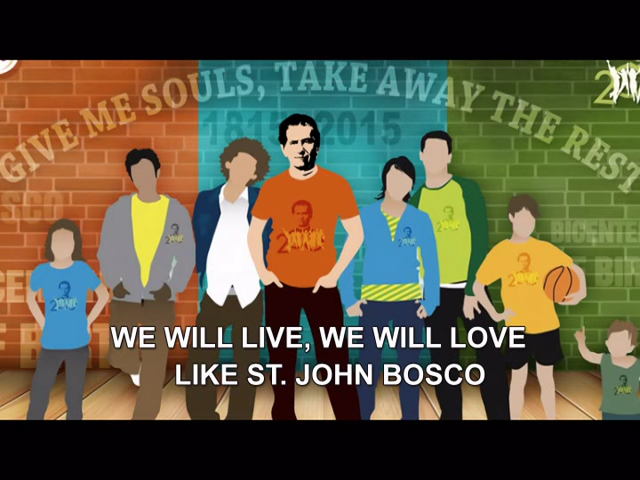 GIVE ME SOULS, TAKE AWAY THE REST
1815 2015
BICENTE
WE WILL LIVE, WE WILL LOVE
LIKE ST. JOHN BOSCO